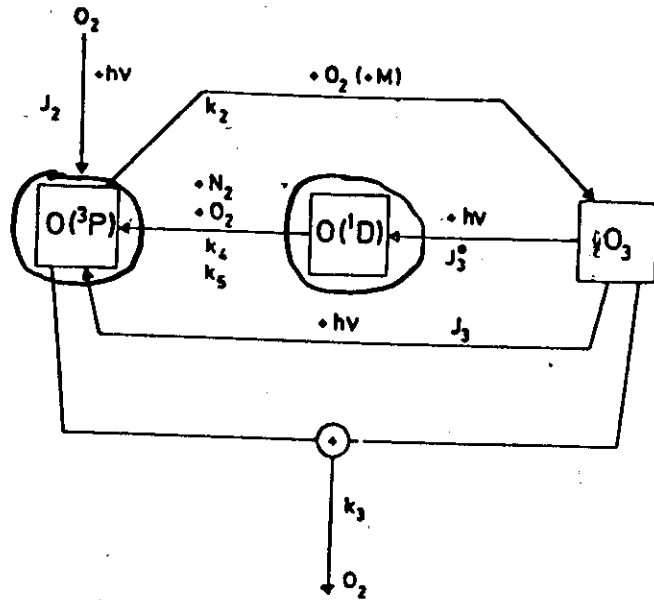 O₂
+hν
J₂
+ O₂ (+M)
k₂
O(³P)
+ N₂
+ O₂
k₄
k₅
O(¹D)
+ hν
J₃*
O₃
+ hν
J₃
+
k₃
O₂